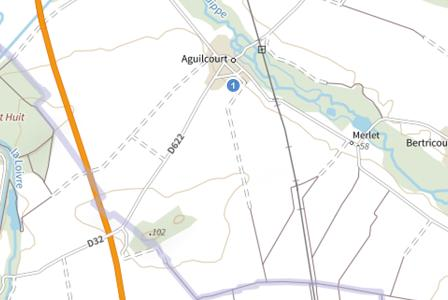 Aguilcourt
1
t Huit
la Loivre
D622
Merlet
58
Bertricou
102
D32